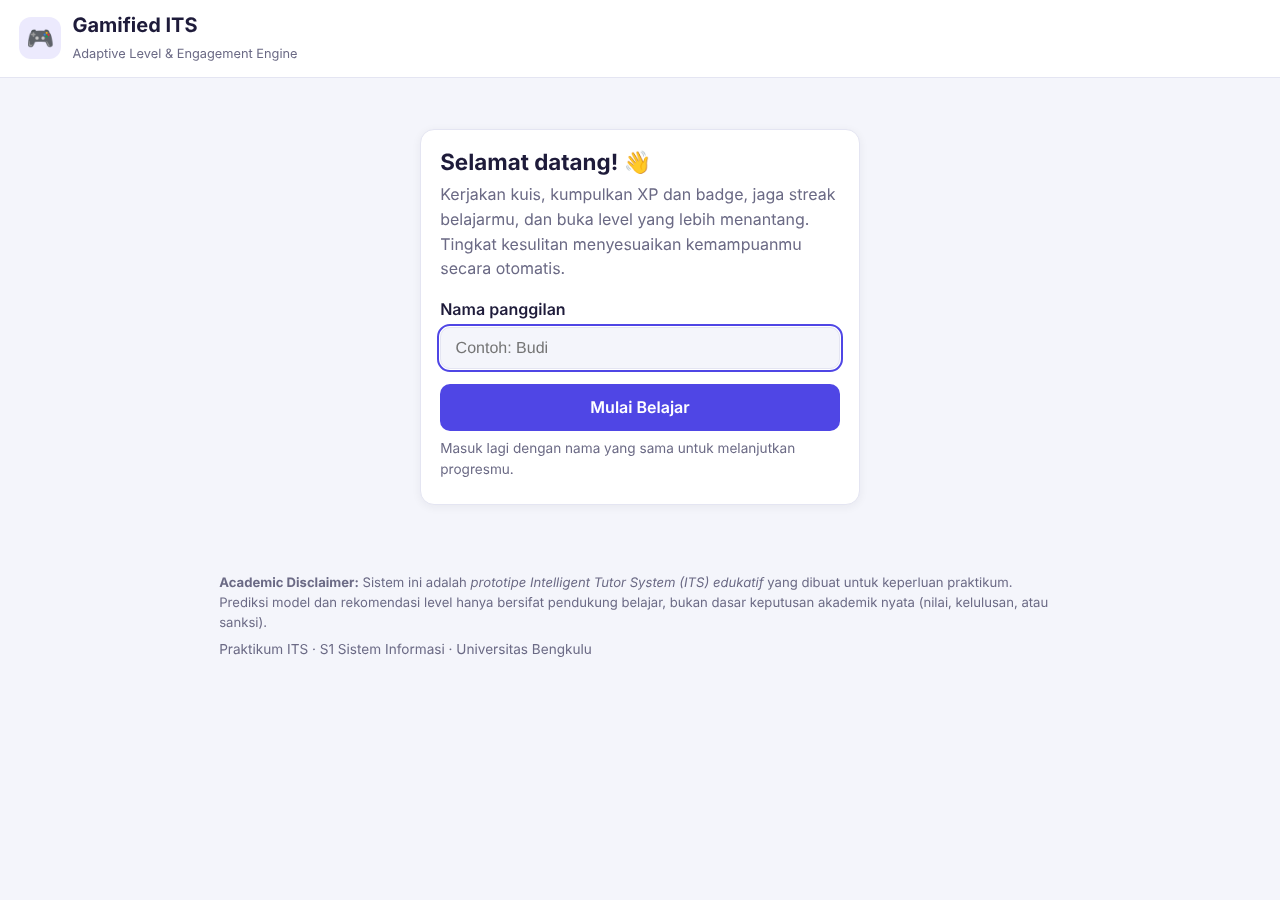 Gamified ITS
Adaptive Level & Engagement Engine
Selamat datang! 👋
Kerjakan kuis, kumpulkan XP dan badge, jaga streak
belajarmu, dan buka level yang lebih menantang.
Tingkat kesulitan menyesuaikan kemampuanmu
secara otomatis.
Nama panggilan
Contoh: Budi
Mulai Belajar
Masuk lagi dengan nama yang sama untuk melanjutkan
progresmu.
Academic Disclaimer: Sistem ini adalah prototipe Intelligent Tutor System (ITS) edukatif yang dibuat untuk keperluan praktikum.
Prediksi model dan rekomendasi level hanya bersifat pendukung belajar, bukan dasar keputusan akademik nyata (nilai, kelulusan, atau
sanksi).
Praktikum ITS · S1 Sistem Informasi · Universitas Bengkulu